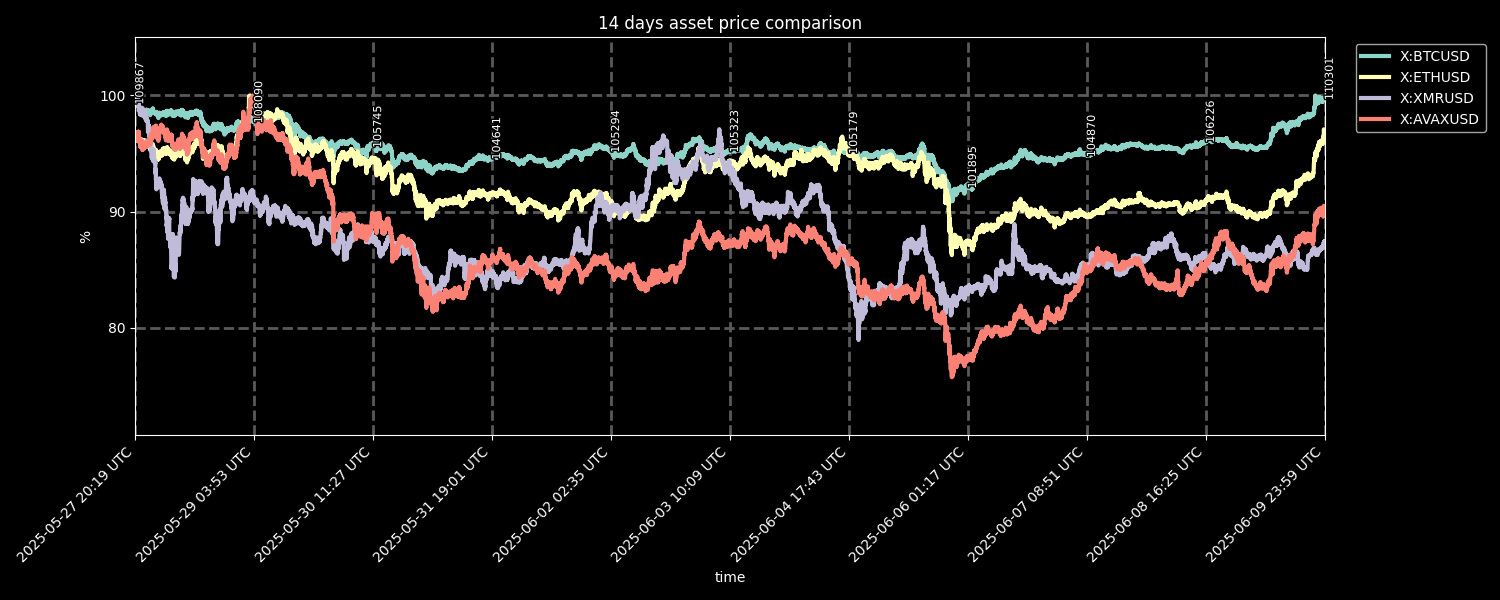 14 days asset price comparison
X:BTCUSD
X:ETHUSD
X:XMRUSD
X:AVAXUSD
100
90
80
%
109867
108090
105745
104641
105294
105323
105179
101895
104870
106226
110301
2025-05-27 20:19 UTC
2025-05-29 03:53 UTC
2025-05-30 11:27 UTC
2025-05-31 19:01 UTC
2025-06-02 02:35 UTC
2025-06-03 10:09 UTC
2025-06-04 17:43 UTC
2025-06-06 01:17 UTC
2025-06-07 08:51 UTC
2025-06-08 16:25 UTC
2025-06-09 23:59 UTC
time